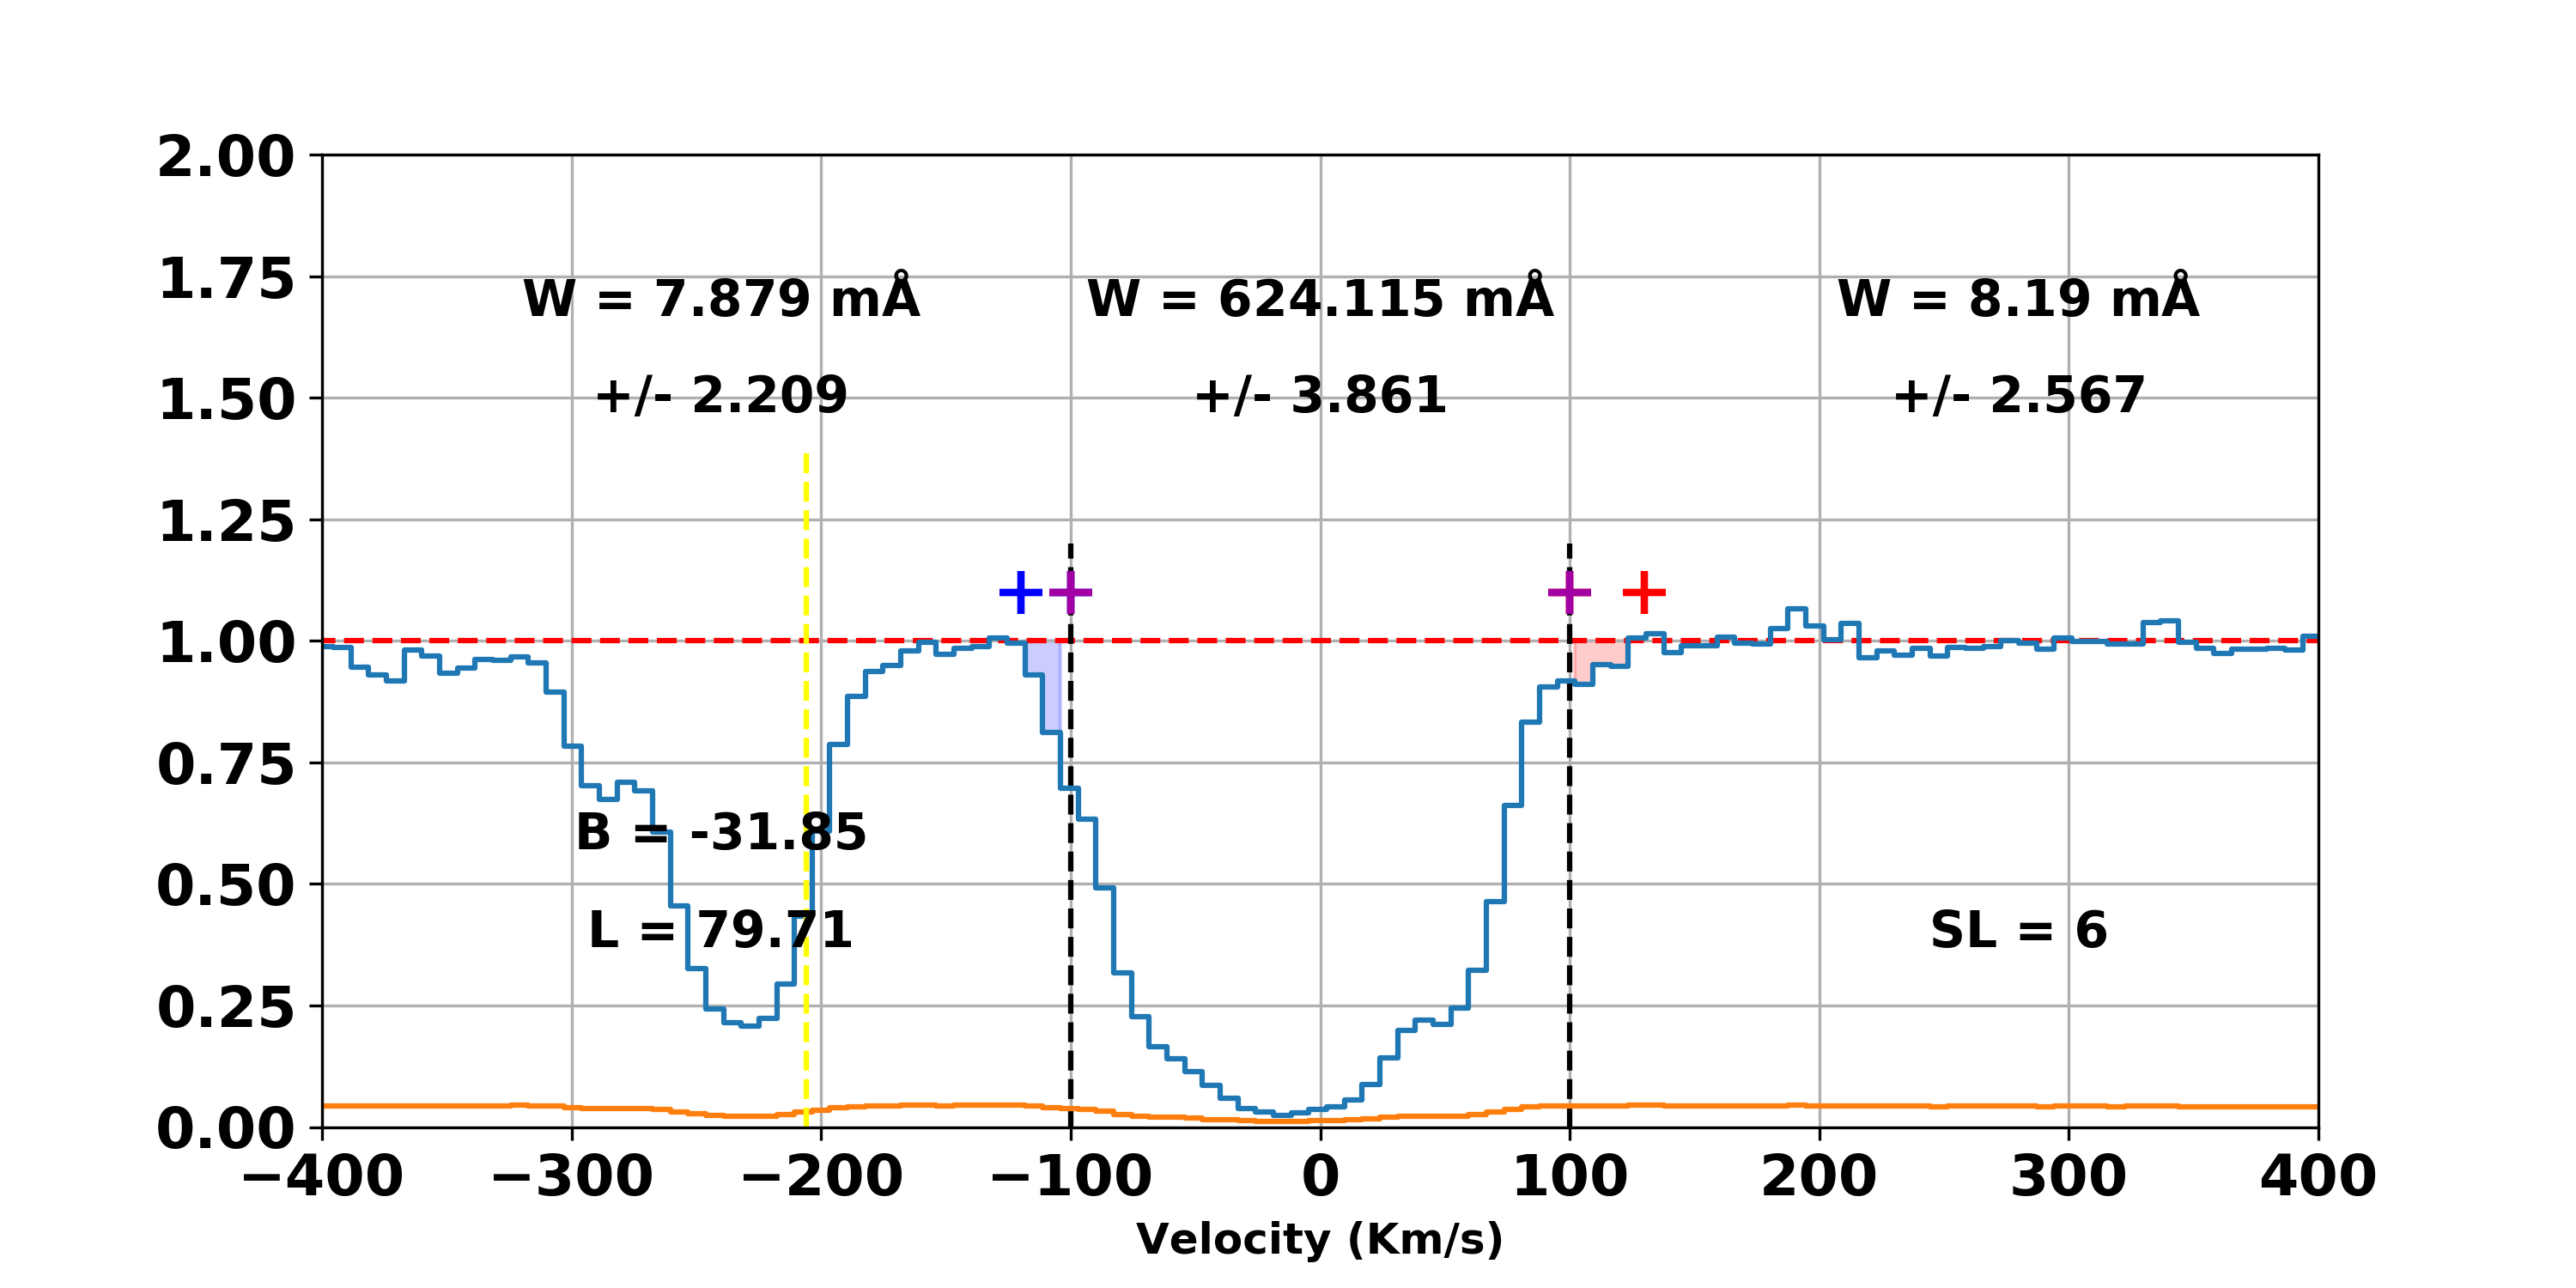 2.00
1.75
1.50
1.25
1.00
0.75
0.50
0.25
0.00
W = 7.879 mÅ
+/- 2.209
W = 624.115 mÅ
+/- 3.861
W = 8.19 mÅ
+/- 2.567
B = -31.85
L = 79.71
SL = 6
−400 −300 −200 −100 0 100 200 300 400
Velocity (Km/s)